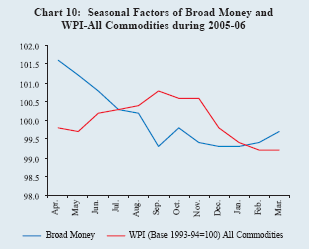 Chart 10: Seasonal Factors of Broad Money and
WPI-All Commodities during 2005-06
102.0
101.5
101.0
100.5
100.0
99.5
99.0
98.5
98.0
Apr. May Jun. Jul. Aug. Sep. Oct. Nov. Dec. Jan. Feb. Mar.
Broad Money WPI (Base 1993-94=100) All Commodities